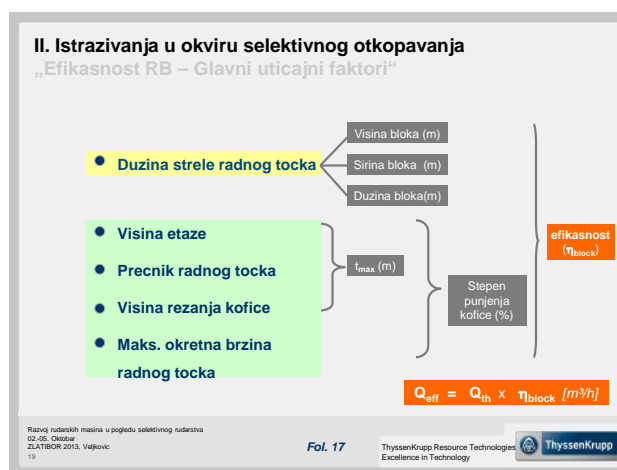 II. Istrazivanja u okviru selektivnog otkopavanja
„Efikasnost RB – Glavni uticajni faktori“
Visina bloka (m)
Duzina strele radnog tocka
Sirina bloka (m)
Duzina bloka(m)
Visina etaze
Precnik radnog tocka
Visina rezanja kofice
Maks. okretna brzina
radnog tocka
tmax (m)
Stepen
punjenja
kofice (%)
efikasnost
(ηblock)
Qeff = Qth x ηblock [m³/h]
Razvoj rudarskih masina u pogledu selektivnog rudarstva
02.-05. Oktobar
ZLATIBOR 2013, Veljkovic
19
Fol. 17
ThyssenKrupp Resource Technologies
Excellence in Technology
ThyssenKrupp